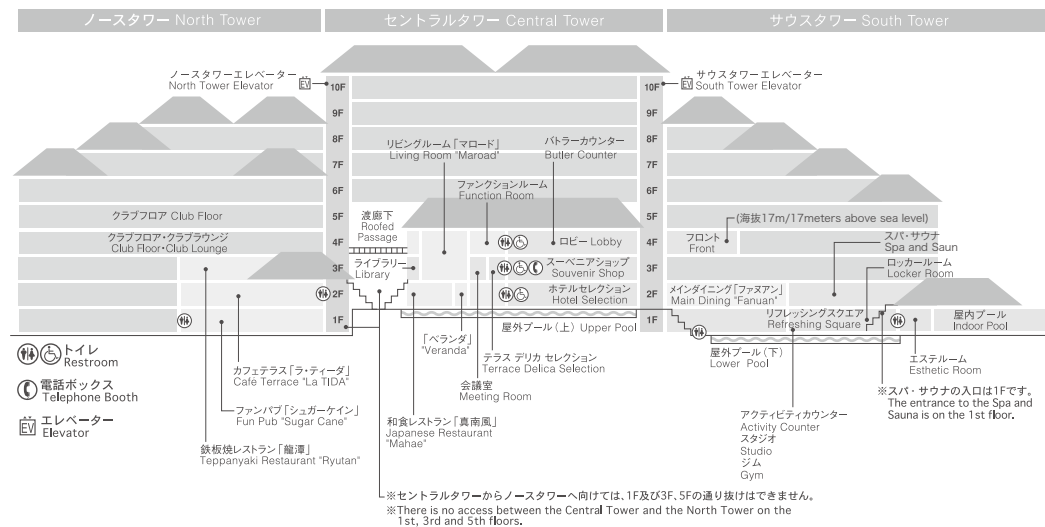 ノースタワー North Tower
セントラルタワー Central Tower
サウスタワー South Tower
ノースタワーエレベーター
North Tower Elevator
EV
10F
9F
8F
7F
6F
5F
4F
3F
2F
1F
サウスタワーエレベーター
South Tower Elevator
EV
10F
9F
8F
7F
6F
5F
4F
3F
2F
1F
クラブフロア Club Floor
クラブフロア・クラブラウンジ
Club Floor・Club Lounge
リビングルーム「マロード」
Living Room "Maroad"
バトラーカウンター
Butler Counter
ファンクションルーム
Function Room
渡廊下
Roofed
Passage
ロビー Lobby
ライブラリー
Library
スーベニアショップ
Souvenir Shop
ホテルセレクション
Hotel Selection
(海抜17m/17meters above sea level)
フロント
Front
スパ・サウナ
Spa and Saun
ロッカールーム
Locker Room
メインダイニング「ファヌアン」
Main Dining "Fanuan"
リフレッシングスクエア
Refreshing Square
屋内プール
Indoor Pool
屋外プール(上) Upper Pool
屋外プール(下)
Lower Pool
エステルーム
Esthetic Room
※スパ・サウナの入口は1Fです。
The entrance to the Spa and
Sauna is on the 1st floor.
アクティビティカウンター
Activity Counter
スタジオ
Studio
ジム
Gym
「ベランダ」
"Veranda"
テラス デリカ セレクション
Terrace Delica Selection
会議室
Meeting Room
和食レストラン「真南風」
Japanese Restaurant
"Mahae"
カフェテラス「ラ・ティーダ」
Café Terrace "La TIDA"
ファンパブ「シュガーケイン」
Fun Pub "Sugar Cane"
鉄板焼レストラン「龍潭」
Teppanyaki Restaurant "Ryutan"
トイレ
Restroom
電話ボックス
Telephone Booth
EV
エレベーター
Elevator
※セントラルタワーからノースタワーへ向けては、1F及び3F、5Fの通り抜けはできません。
※There is no access between the Central Tower and the North Tower on the
1st, 3rd and 5th floors.